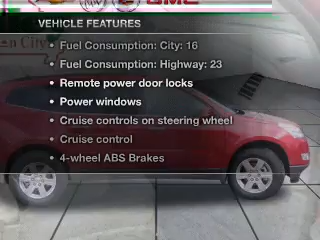 GMC
VEHICLE FEATURES
• Fuel Consumption: City: 16
• Fuel Consumption: Highway: 23
• Remote power door locks
• Power windows
• Cruise controls on steering wheel
• Cruise control
• 4-wheel ABS Brakes